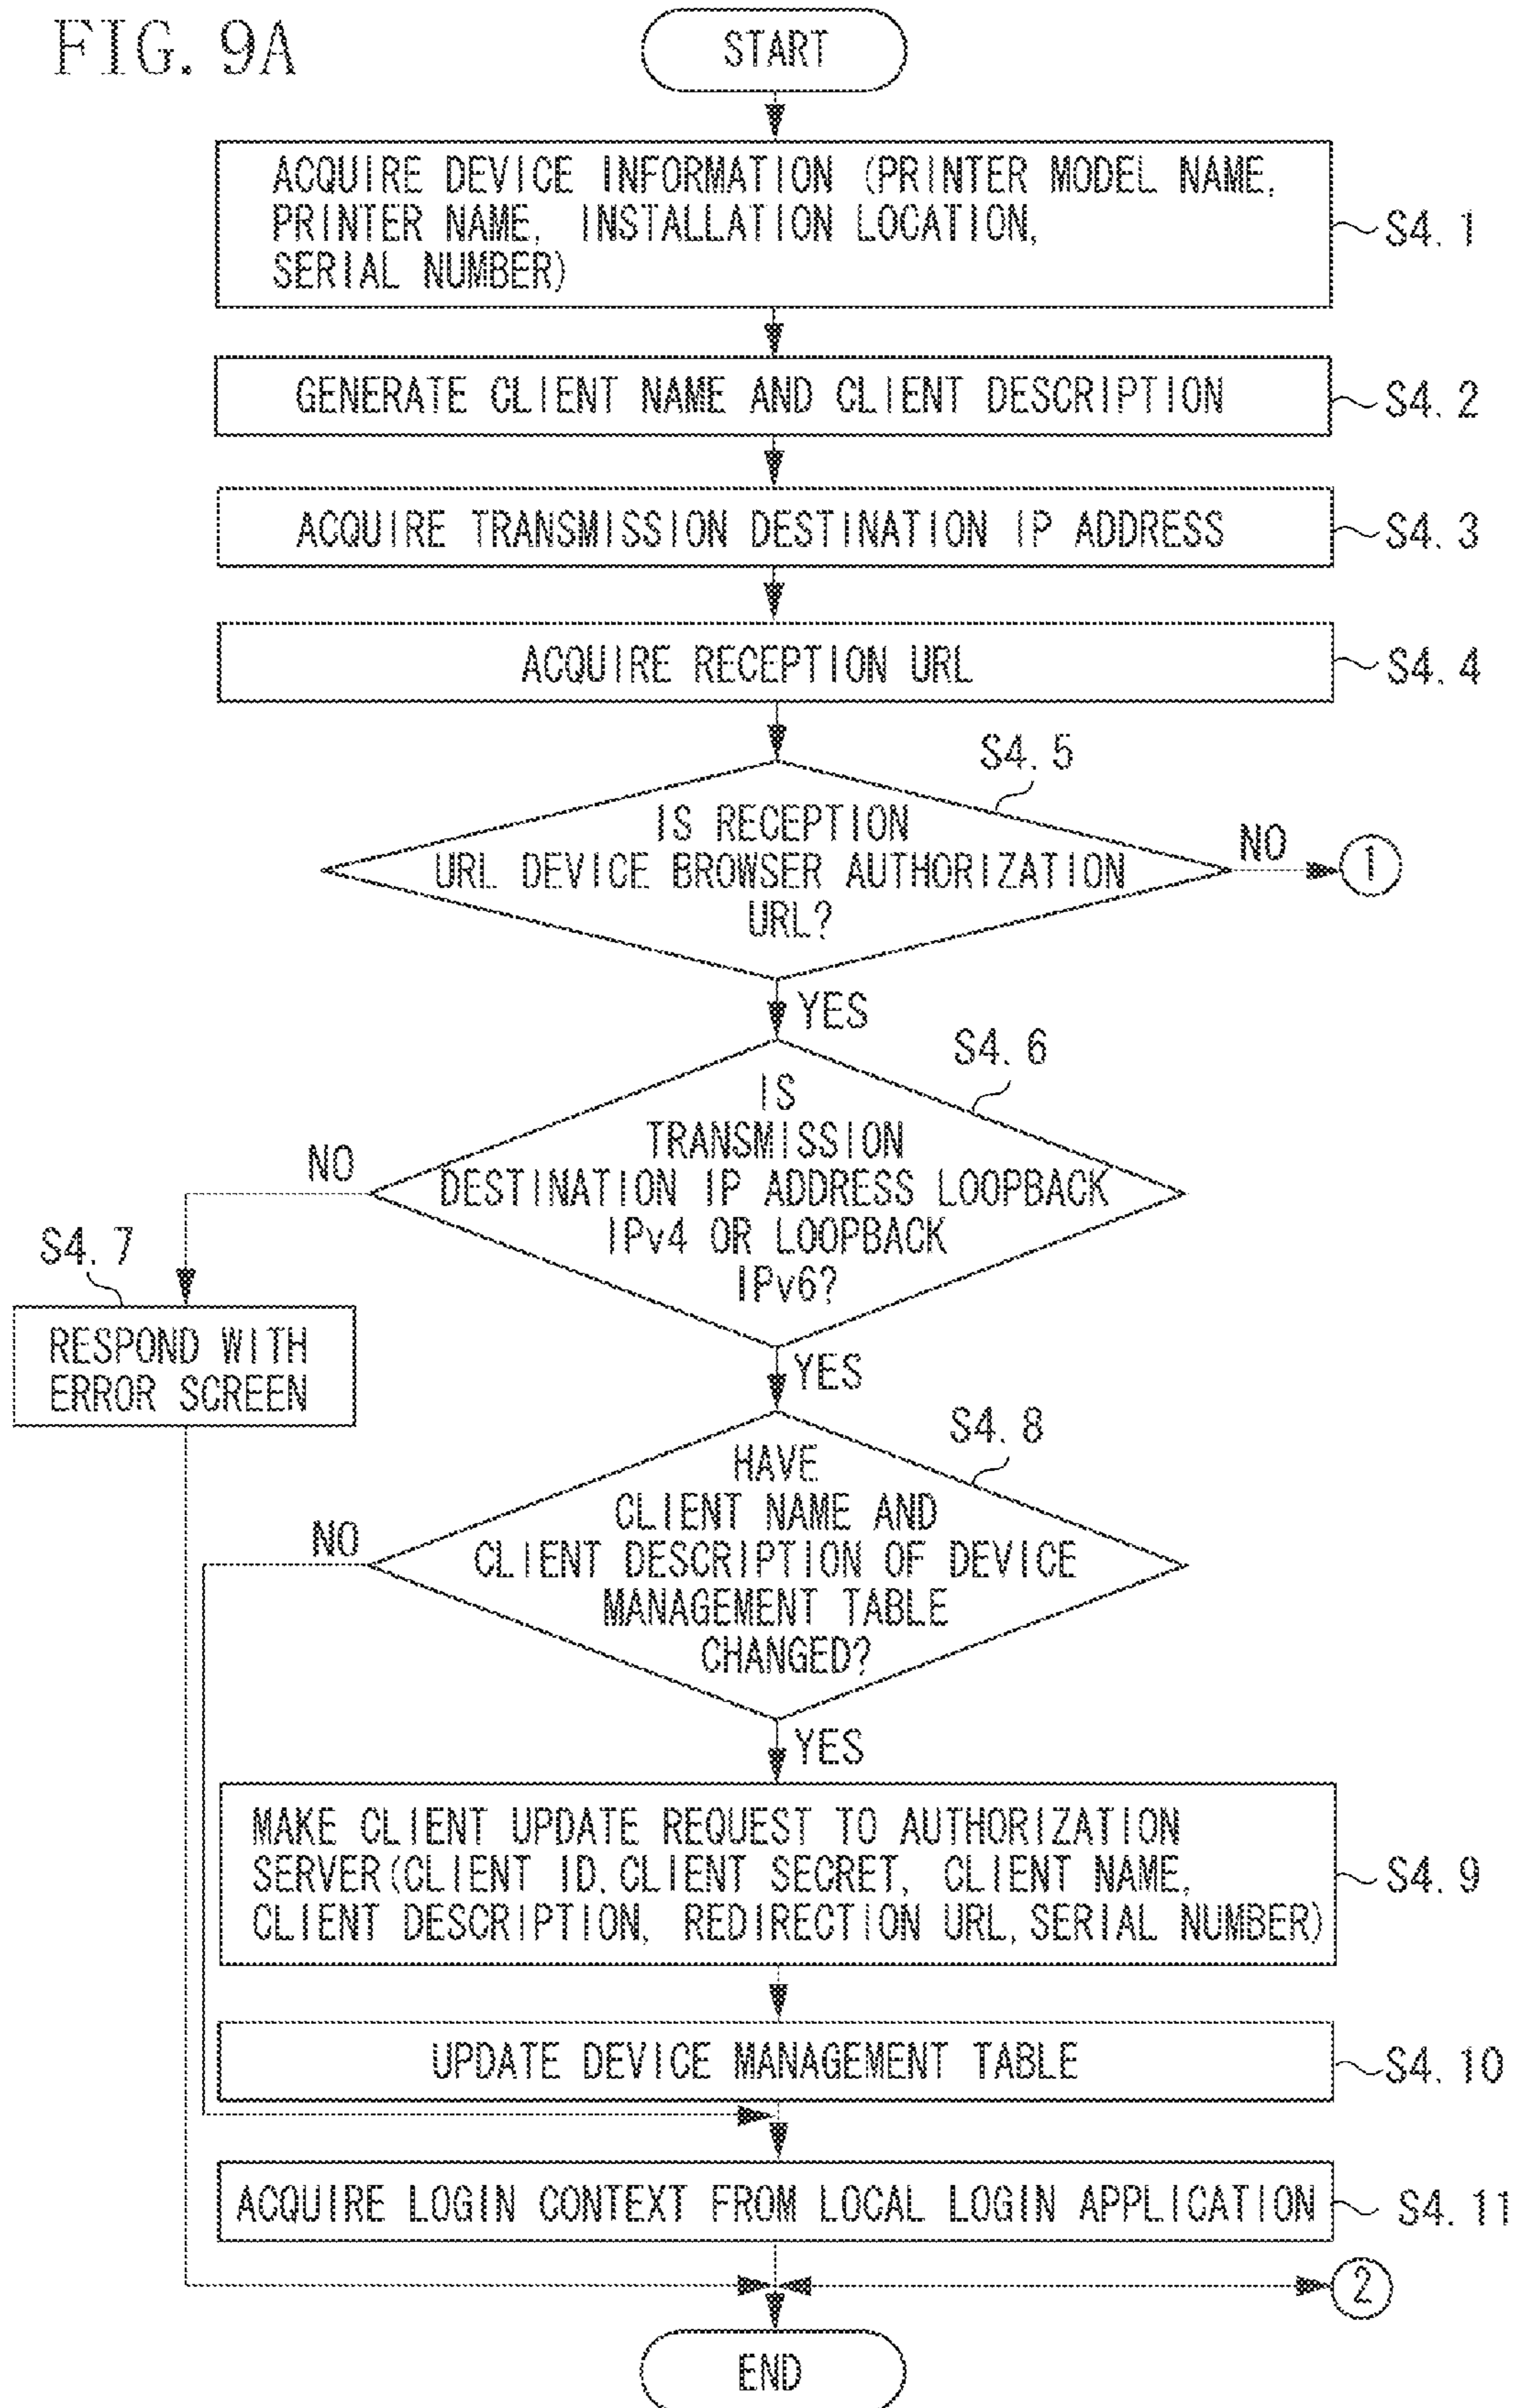 FIG. 9A
START
ACQUIRE DEVICE INFORMATION (PRINTER MODEL NAME,
PRINTER NAME, INSTALLATION LOCATION,
SERIAL NUMBER)
S4. 1
GENERATE CLIENT NAME AND CLIENT DESCRIPTION
S4. 2
ACQUIRE TRANSMISSION DESTINATION IP ADDRESS
S4. 3
ACQUIRE RECEPTION URL
S4. 4
S4. 5
IS RECEPTION
URL DEVICE BROWSER AUTHORIZATION
URL?
NO
1
YES
S4. 6
IS
TRANSMISSION
DESTINATION IP ADDRESS LOOPBACK
IPv4 OR LOOPBACK
IPv6?
NO
S4. 7
RESPOND WITH
ERROR SCREEN
YES
S4. 8
HAVE
CLIENT NAME AND
CLIENT DESCRIPTION OF DEVICE
MANAGEMENT TABLE
CHANGED?
NO
YES
MAKE CLIENT UPDATE REQUEST TO AUTHORIZATION
SERVER(CLIENT ID, CLIENT SECRET, CLIENT NAME,
CLIENT DESCRIPTION, REDIRECTION URL, SERIAL NUMBER)
S4. 9
UPDATE DEVICE MANAGEMENT TABLE
S4. 10
ACQUIRE LOGIN CONTEXT FROM LOCAL LOGIN APPLICATION
S4. 11
2
END